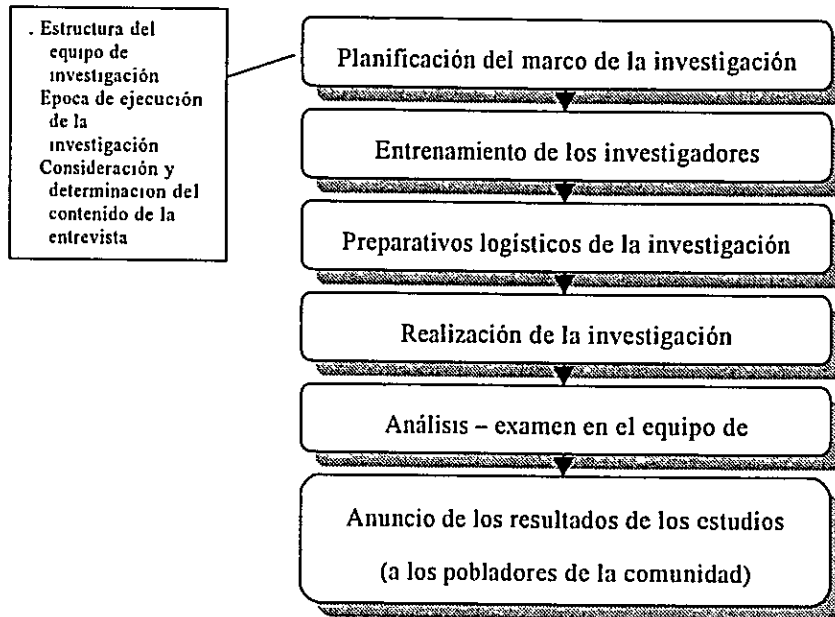 . Estructura del
equipo de
investigación
Epoca de ejecución
de la
investigación
Consideración y
determinacion del
contenido de la
entrevista
Planificación del marco de la investigación
Entrenamiento de los investigadores
Preparativos logísticos de la investigación
Realización de la investigación
Análisis – examen en el equipo de
Anuncio de los resultados de los estudios
(a los pobladores de la comunidad)